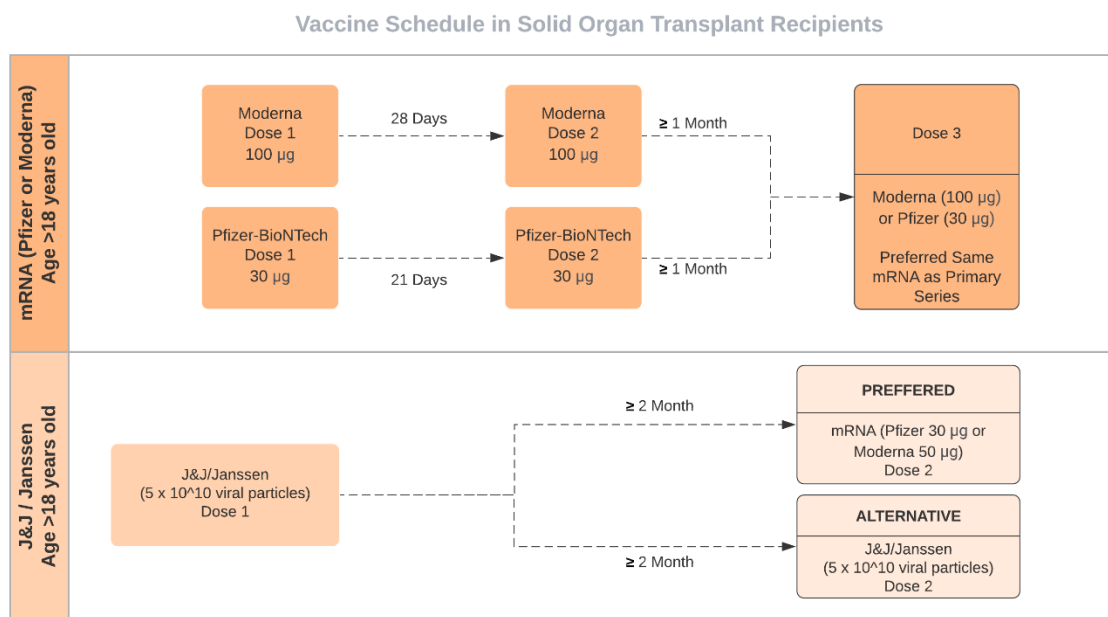 Vaccine Schedule in Solid Organ Transplant Recipients
mRNA (Pfizer or Moderna)
Age >18 years old
Moderna
Dose 1
100 µg
28 Days
Moderna
Dose 2
100 µg
≥ 1 Month
Pfizer-BioNTech
Dose 1
30 µg
21 Days
Pfizer-BioNTech
Dose 2
30 µg
≥ 1 Month
Dose 3
Moderna (100 µg)
or Pfizer (30 µg)
Preferred Same
mRNA as Primary
Series
J&J / Janssen
Age >18 years old
J&J/Janssen
(5 x 10^10 viral particles)
Dose 1
≥ 2 Month
PREFFERED
mRNA (Pfizer 30 µg or
Moderna 50 µg)
Dose 2
≥ 2 Month
ALTERNATIVE
J&J/Janssen
(5 x 10^10 viral particles)
Dose 2